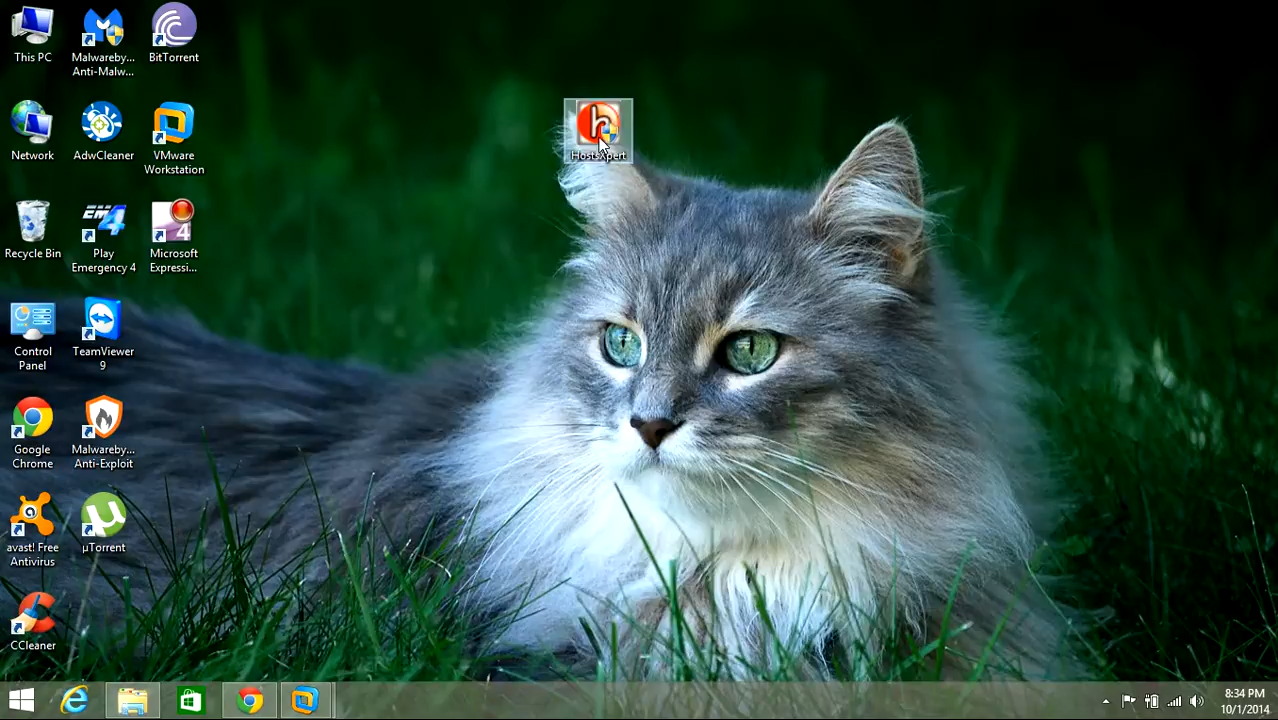 This PC
Malwareby...
Anti-Malw...
BitTorrent
Network
AdwCleaner
VMware
Workstation
Recycle Bin
EM4
Play
Emergency 4
4
Microsoft
Expressi...
Control
Panel
TeamViewer
9
Google
Chrome
Malwareby...
Anti-Exploit
avast! Free
Antivirus
µTorrent
CCleaner
h
HostsXpert
8:34 PM
10/1/2014